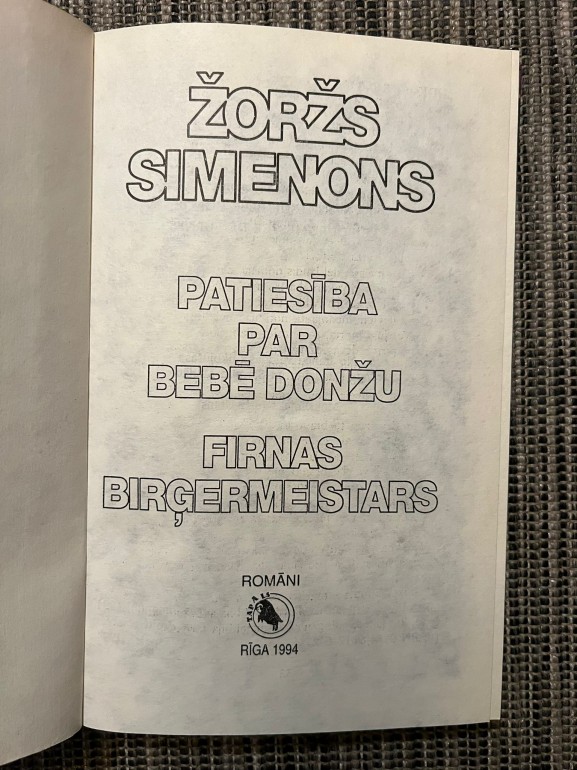 ŽORŽS
SIMENONS
PATIESĪBA
PAR
BEBĒ DONŽU
FIRNAS
BIRĢERMEISTARS
ROMĀNI
RĪGA 1994